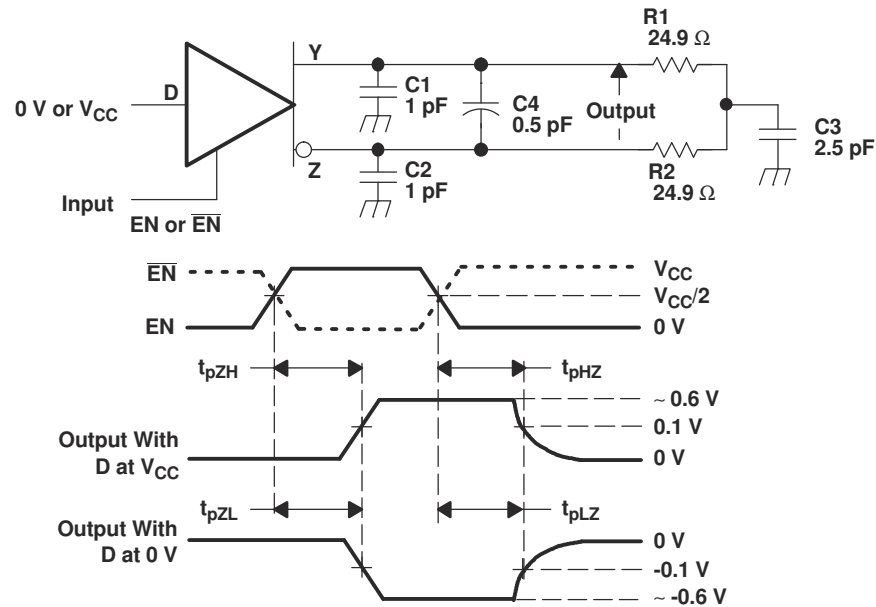 R1
24.9 Ω
Y
D
0 V or VCC
C1
1 pF
C4
0.5 pF
Output
C3
2.5 pF
Z
C2
1 pF
R2
24.9 Ω
Input
EN or E̅N̅
E̅N̅
VCC
VCC/2
EN
0 V
tpZH
tpHZ
~ 0.6 V
0.1 V
Output With
D at VCC
0 V
tpZL
tpLZ
Output With
D at 0 V
0 V
-0.1 V
~ -0.6 V